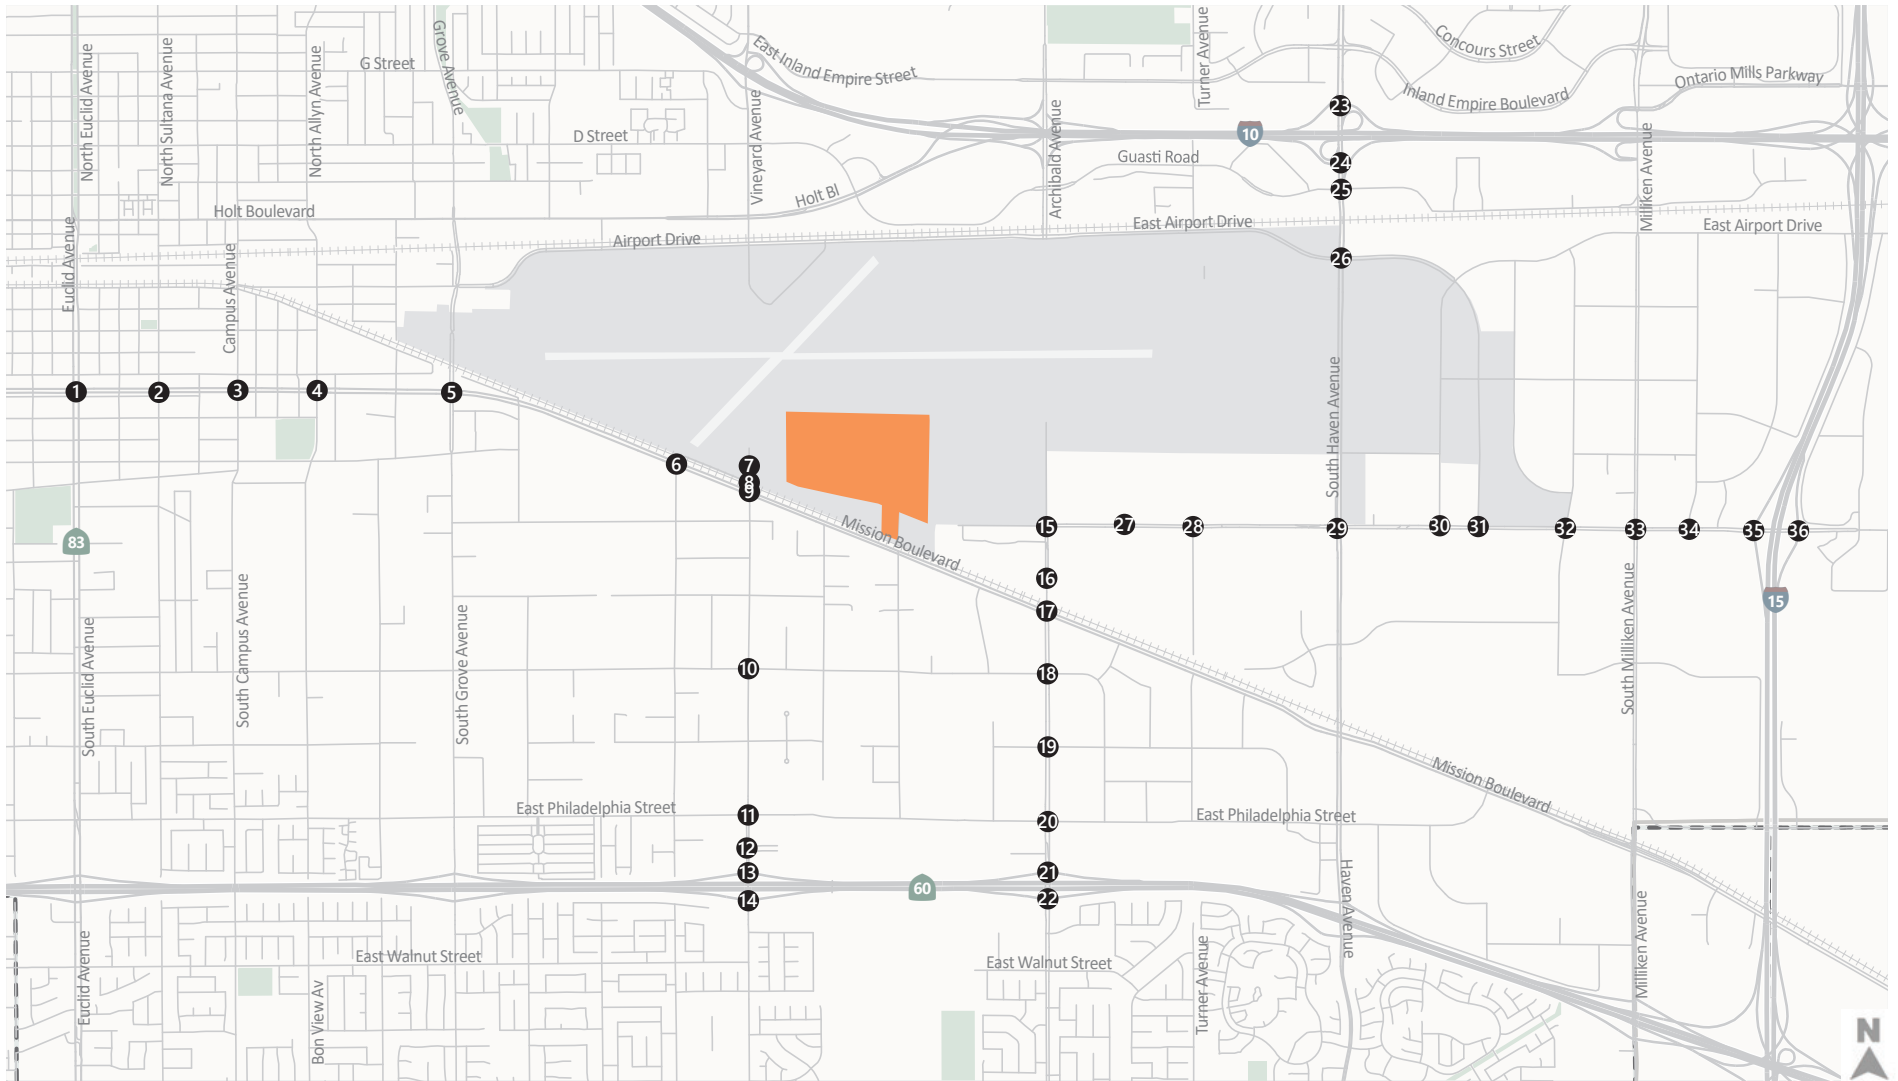 Grove Avenue
G Street
East Inland Empire Street
Turner Avenue
Concours Street
Ontario Mills Parkway
Inland Empire Boulevard
North Euclid Avenue
North Sultana Avenue
North Allyn Avenue
D Street
Vineyard Avenue
Archibald Avenue
23
10
Guasti Road
24
25
Milliken Avenue
Holt Bl
Holt Boulevard
Airport Drive
East Airport Drive
East Airport Drive
Euclid Avenue
Campus Avenue
26
South Haven Avenue
1
2
3
4
5
6
7
8
9
Mission Boulevard
15
27
28
29
30
31
32
33
34
35
36
83
16
17
15
South Campus Avenue
South Euclid Avenue
South Grove Avenue
South Milliken Avenue
10
18
19
Mission Boulevard
East Philadelphia Street
11
20
East Philadelphia Street
12
13
21
14
60
22
Haven Avenue
Milliken Avenue
Euclid Avenue
East Walnut Street
East Walnut Street
Turner Avenue
Bon View Av
N